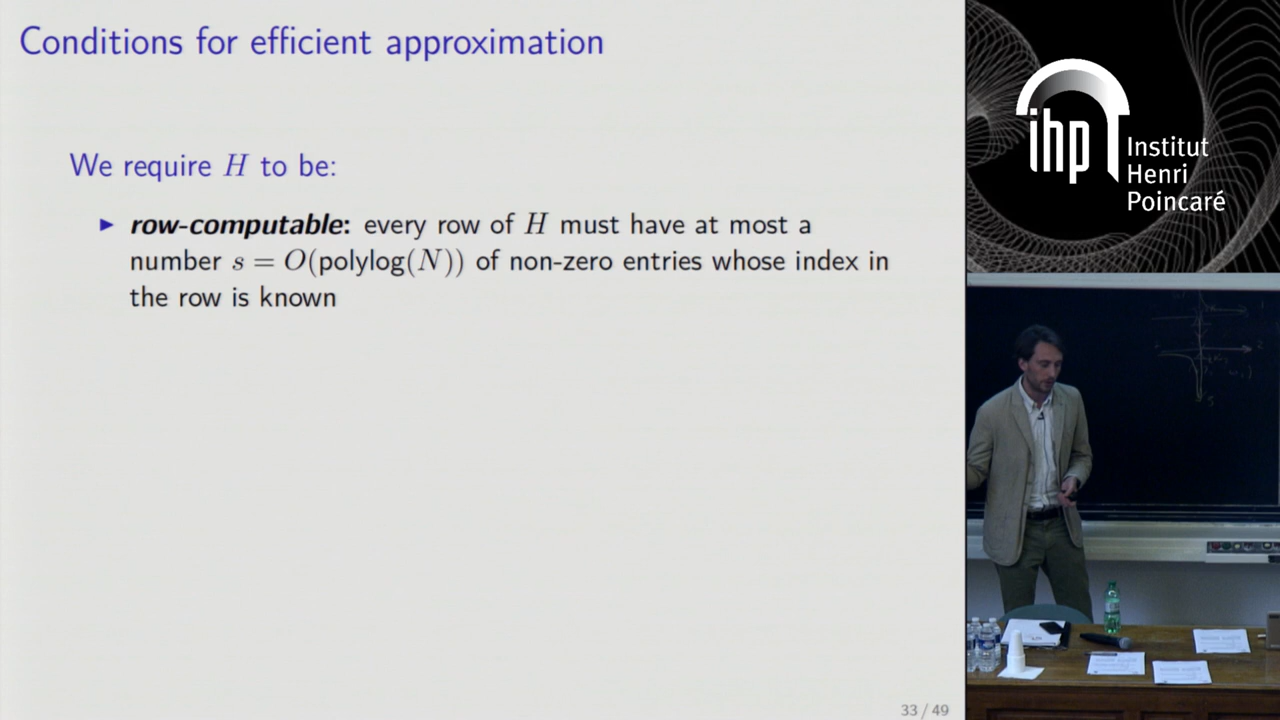 Conditions for efficient approximation
We require H to be:
▶ row-computable: every row of H must have at most a
number s = O(polylog(N)) of non-zero entries whose index in
the row is known
33 / 49
ihp
Institut
Henri
Poincaré